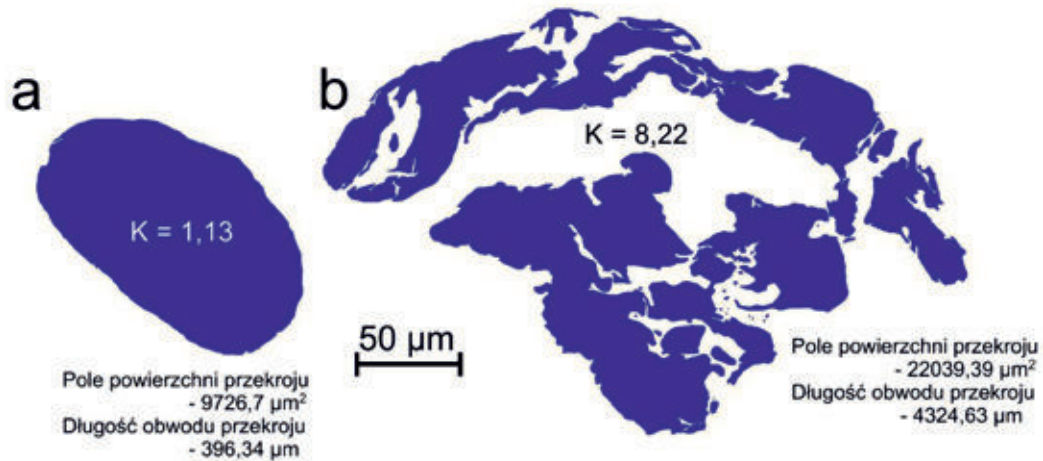 a
K = 1,13
Pole powierzchni przekroju
- 9726,7 µm²
Długość obwodu przekroju
- 396,34 µm
b
K = 8,22
50 µm
Pole powierzchni przekroju
- 22039,39 µm²
Długość obwodu przekroju
- 4324,63 µm